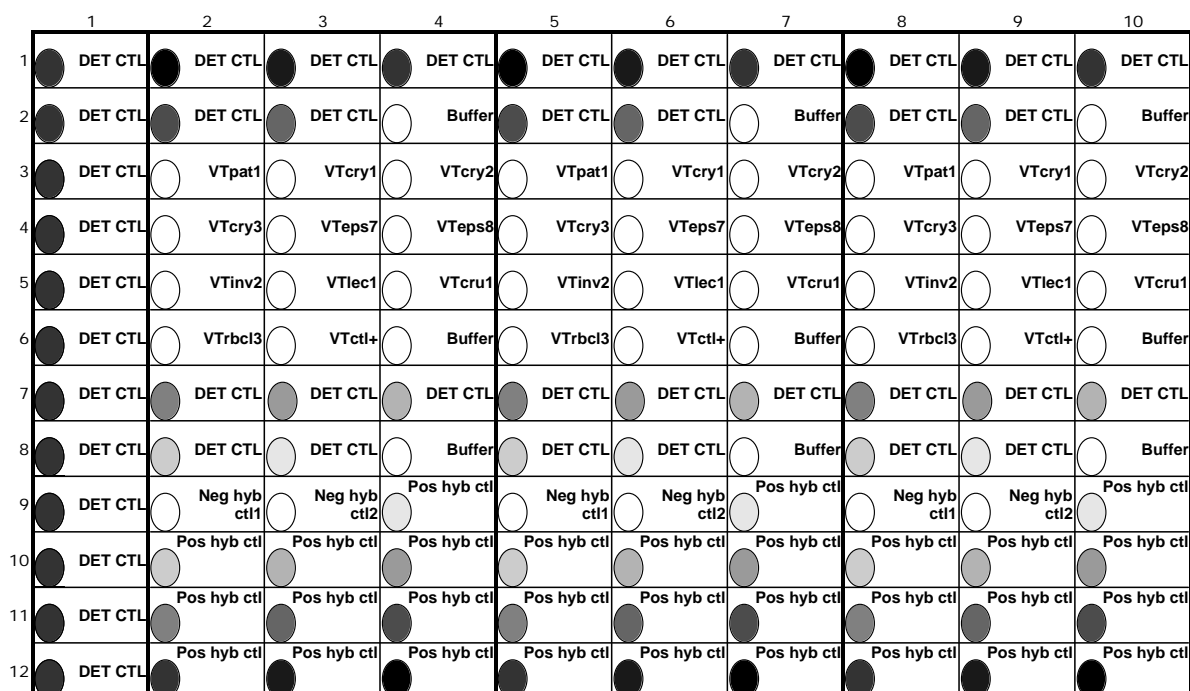 1 2 3 4 5 6 7 8 9 10
1 DET CTL DET CTL DET CTL DET CTL DET CTL DET CTL DET CTL DET CTL DET CTL DET CTL
2 DET CTL DET CTL DET CTL Buffer DET CTL DET CTL Buffer DET CTL DET CTL Buffer
3 DET CTL VTpat1 VTcry1 VTcry2 VTpat1 VTcry1 VTcry2 VTpat1 VTcry1 VTcry2
4 DET CTL VTcry3 VTeps7 VTeps8 VTcry3 VTeps7 VTeps8 VTcry3 VTeps7 VTeps8
5 DET CTL VTinv2 VTlec1 VTcru1 VTinv2 VTlec1 VTcru1 VTinv2 VTlec1 VTcru1
6 DET CTL VTrbcl3 VTctl+ Buffer VTrbcl3 VTctl+ Buffer VTrbcl3 VTctl+ Buffer
7 DET CTL DET CTL DET CTL DET CTL DET CTL DET CTL DET CTL DET CTL DET CTL DET CTL
8 DET CTL DET CTL DET CTL Buffer DET CTL DET CTL Buffer DET CTL DET CTL Buffer
9 DET CTL Neg hyb ctl1 Neg hyb ctl2 Pos hyb ctl Neg hyb ctl1 Neg hyb ctl2 Pos hyb ctl Neg hyb ctl1 Neg hyb ctl2 Pos hyb ctl
10 DET CTL Pos hyb ctl Pos hyb ctl Pos hyb ctl Pos hyb ctl Pos hyb ctl Pos hyb ctl Pos hyb ctl Pos hyb ctl Pos hyb ctl
11 DET CTL Pos hyb ctl Pos hyb ctl Pos hyb ctl Pos hyb ctl Pos hyb ctl Pos hyb ctl Pos hyb ctl Pos hyb ctl Pos hyb ctl
12 DET CTL Pos hyb ctl Pos hyb ctl Pos hyb ctl Pos hyb ctl Pos hyb ctl Pos hyb ctl Pos hyb ctl Pos hyb ctl Pos hyb ctl